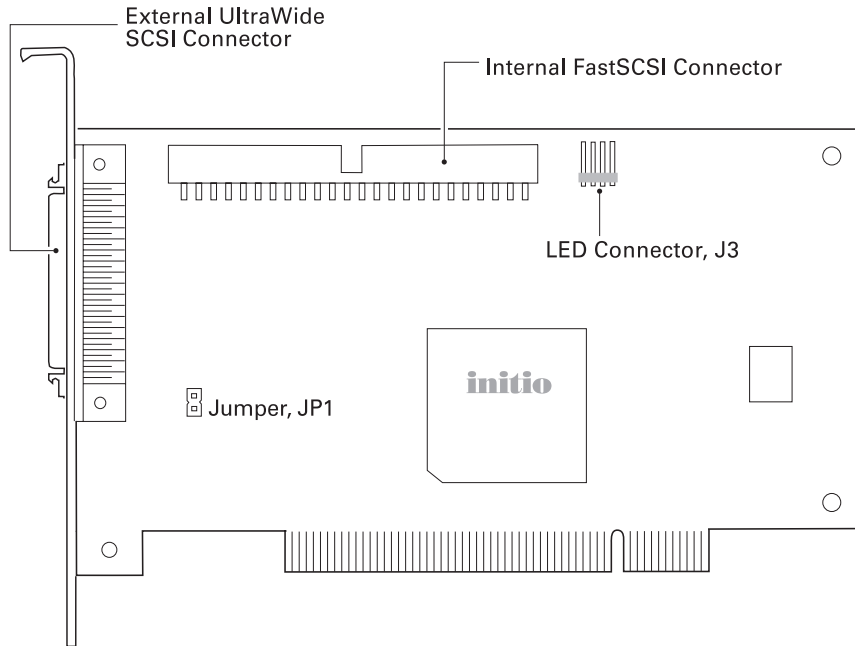 External UltraWide
SCSI Connector
Internal FastSCSI Connector
LED Connector, J3
initio
Jumper, JP1